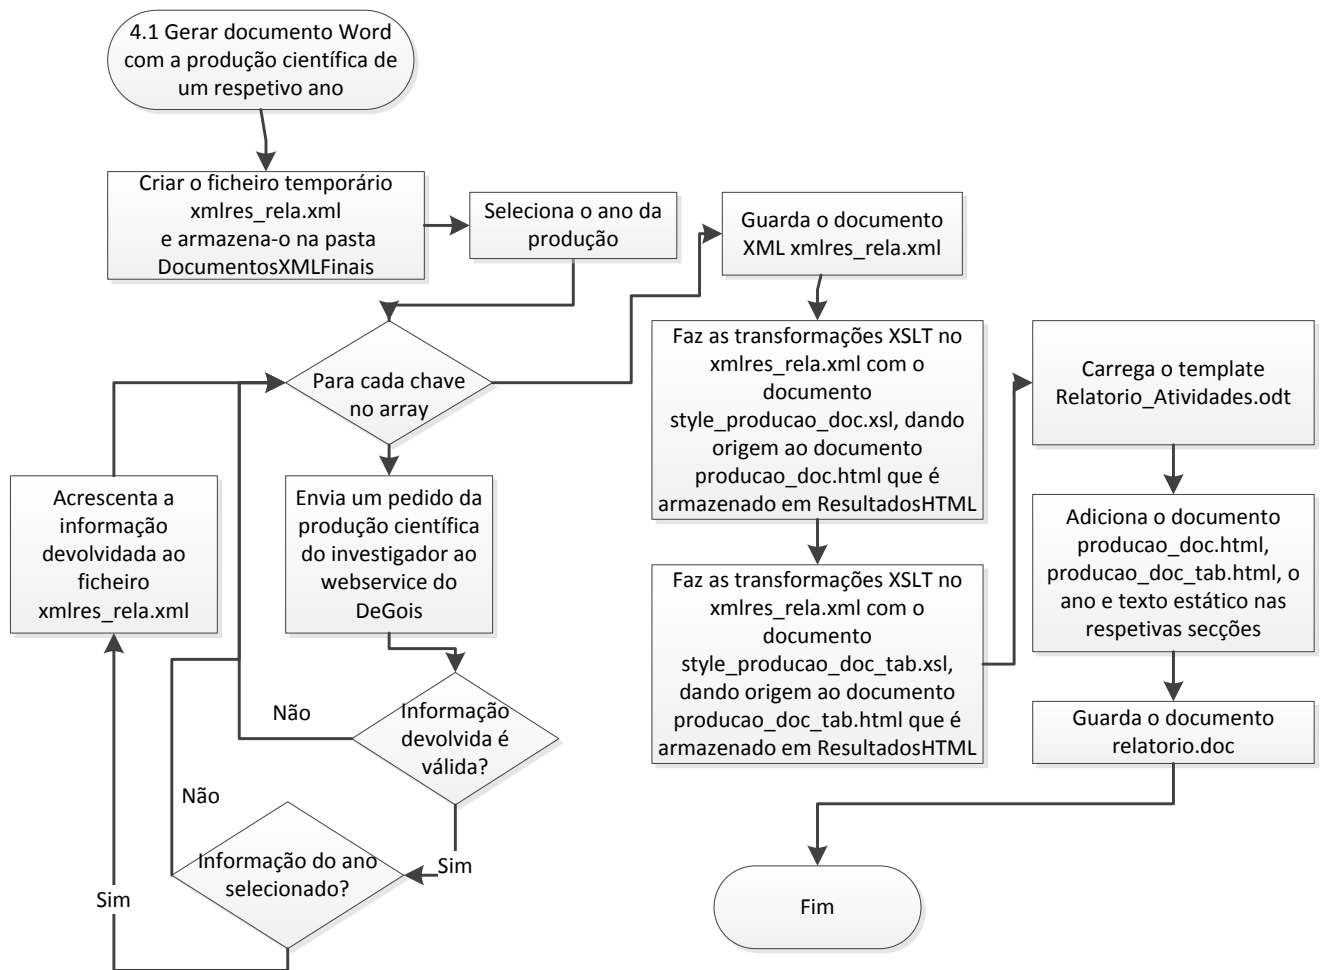 4.1 Gerar documento Word
com a produção científica de
um respetivo ano
Criar o ficheiro temporário
xmlres_rela.xml
e armazena-o na pasta
DocumentosXMLFinais
Seleciona o ano da
produção
Para cada chave
no array
Envia um pedido da
produção científica
do investigador ao
webservice do
DeGois
Informação
devolvida é
válida?
Não
Sim
Informação do ano
selecionado?
Não
Sim
Acrescenta a
informação
devolvidada ao
ficheiro
xmlres_rela.xml
Guarda o documento
XML xmlres_rela.xml
Faz as transformações XSLT no
xmlres_rela.xml com o
documento
style_producao_doc.xsl, dando
origem ao documento
producao_doc.html que é
armazenado em ResultadosHTML
Faz as transformações XSLT no
xmlres_rela.xml com o
documento
style_producao_doc_tab.xsl,
dando origem ao documento
producao_doc_tab.html que é
armazenado em ResultadosHTML
Carrega o template
Relatorio_Atividades.odt
Adiciona o documento
producao_doc.html,
producao_doc_tab.html, o
ano e texto estático nas
respetivas secções
Guarda o documento
relatorio.doc
Fim